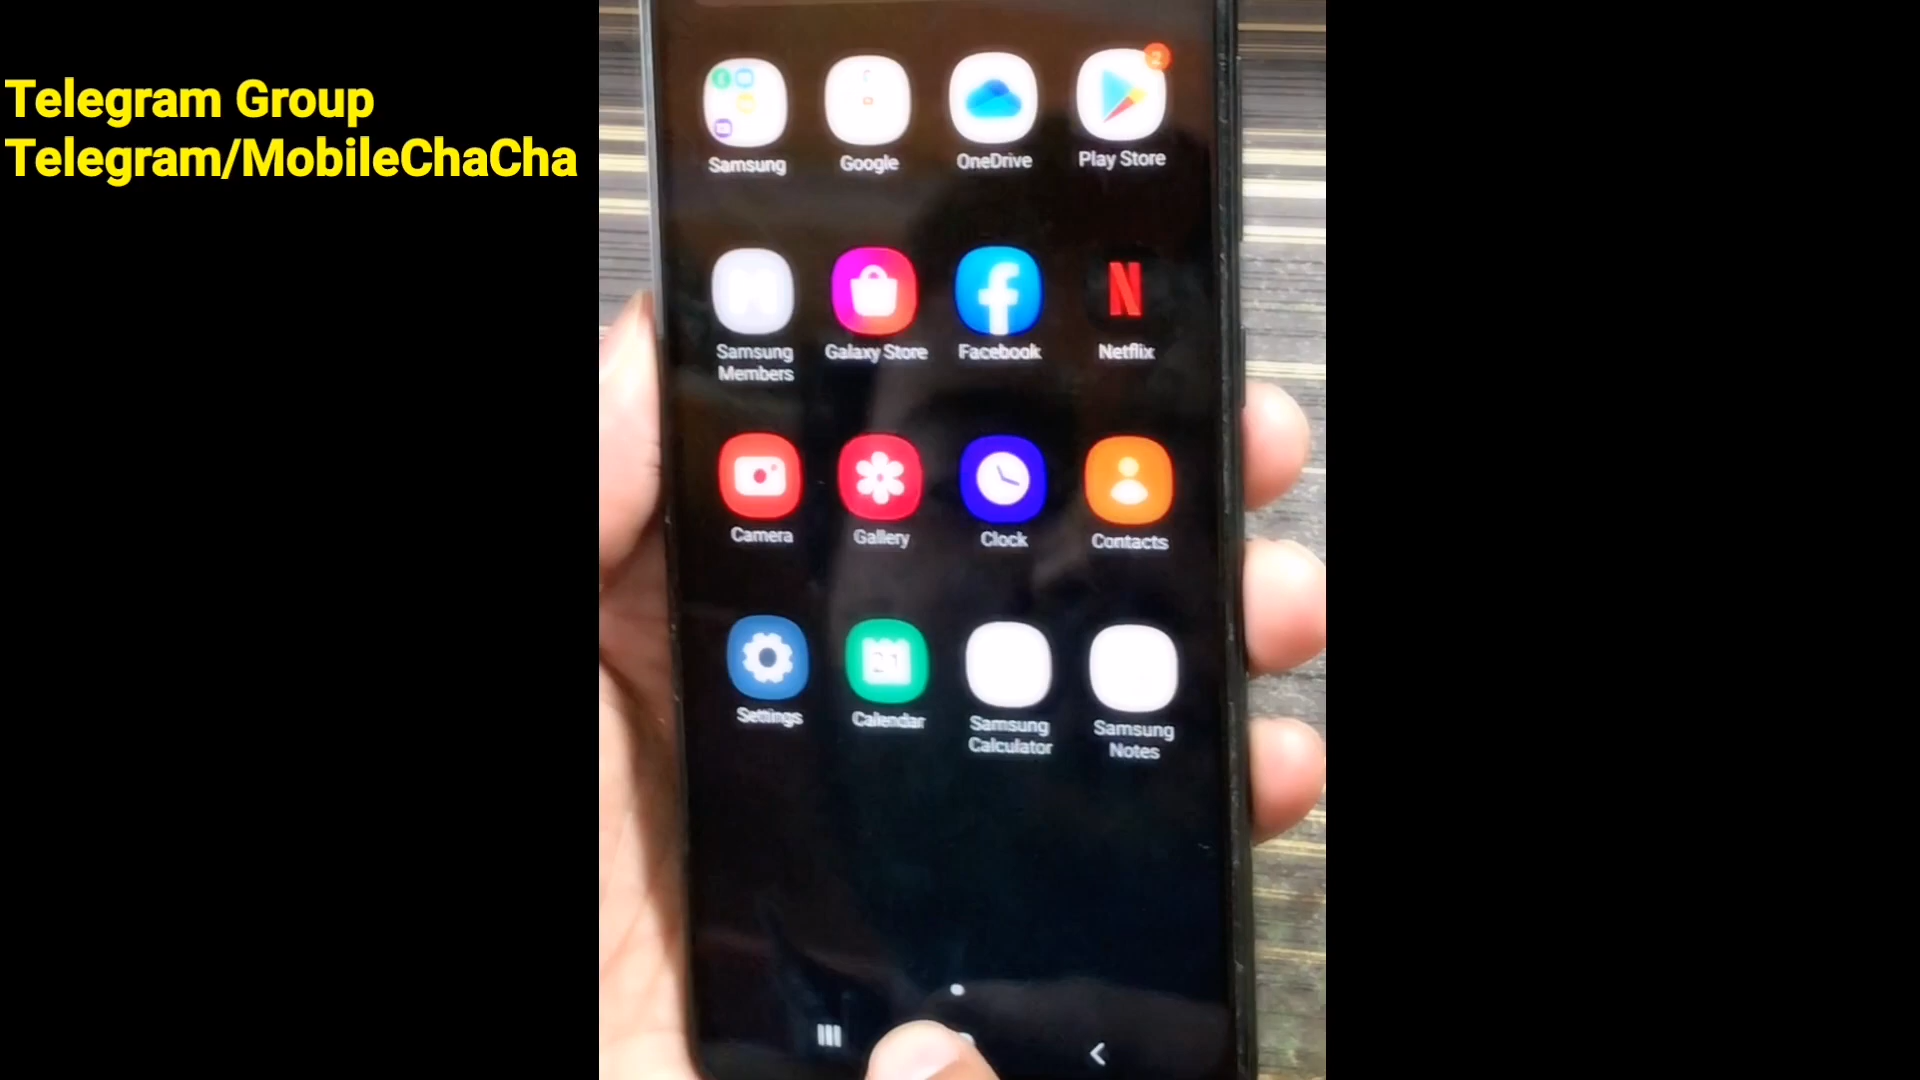 Telegram Group
Telegram/MobileChaCha
Samsung
Google
OneDrive
Play Store
2
Samsung
Members
Galaxy Store
Facebook
N
Netflix
Camera
Gallery
Clock
Contacts
Settings
Calendar
Samsung
Calculator
Samsung
Notes